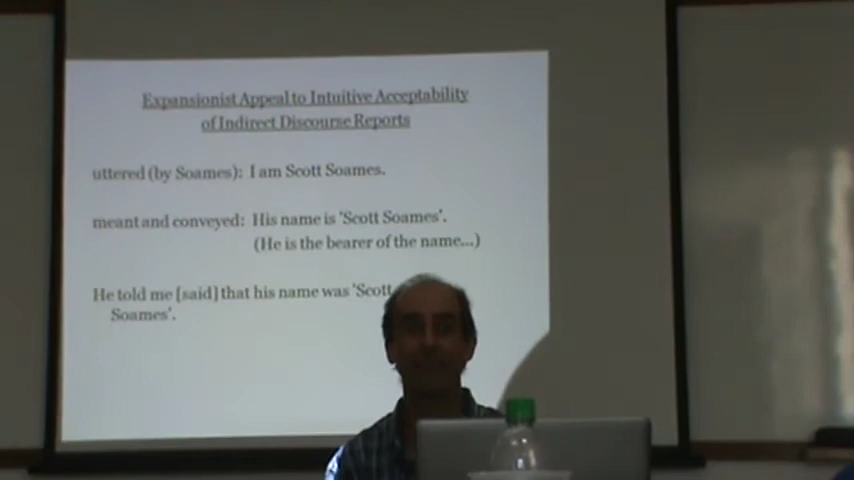 Expansionist Appeal to Intuitive Acceptability
of Indirect Discourse Reports
uttered (by Soames): I am Scott Soames.
meant and conveyed: His name is 'Scott Soames'.
(He is the bearer of the name...)
He told me [said] that his name was 'Scott
Soames'.